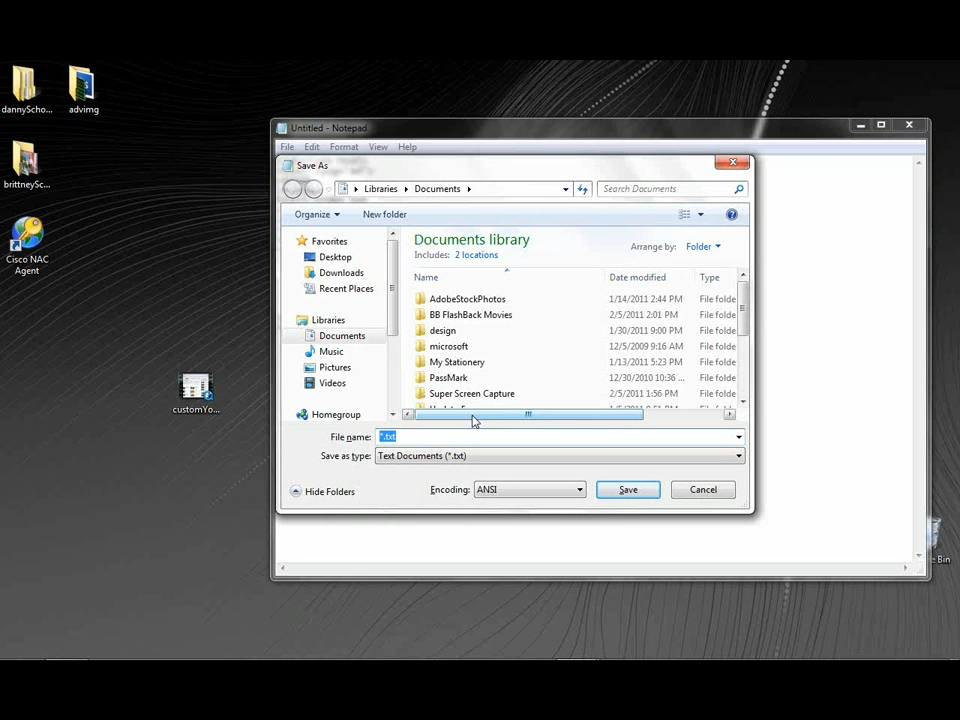 dannyScho...
advimg
brittneySc...
Cisco NAC
Agent
customYo...
Untitled - Notepad
File Edit Format View Help
Save As
Libraries Documents
Search Documents
Organize New folder
Favorites
Desktop
Downloads
Recent Places
Libraries
Documents
Music
Pictures
Videos
Homegroup
Documents library
Includes: 2 locations
Arrange by: Folder
Name Date modified Type
AdobeStockPhotos 1/14/2011 2:44 PM File folde
BB FlashBack Movies 2/5/2011 2:01 PM File folde
design 1/30/2011 9:00 PM File folde
microsoft 12/5/2009 9:16 AM File folde
My Stationery 1/13/2011 5:23 PM File folde
PassMark 12/30/2010 10:36 ... File folde
Super Screen Capture 2/5/2011 1:56 PM File folde
File name: *.txt
Save as type: Text Documents (*.txt)
Hide Folders
Encoding: ANSI
Save
Cancel
Bin